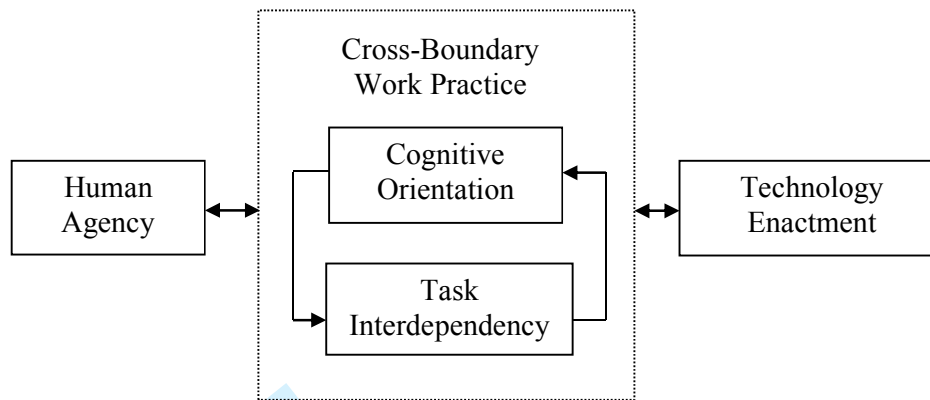 Cross-Boundary
Work Practice
Human
Agency
Cognitive
Orientation
Task
Interdependency
Technology
Enactment